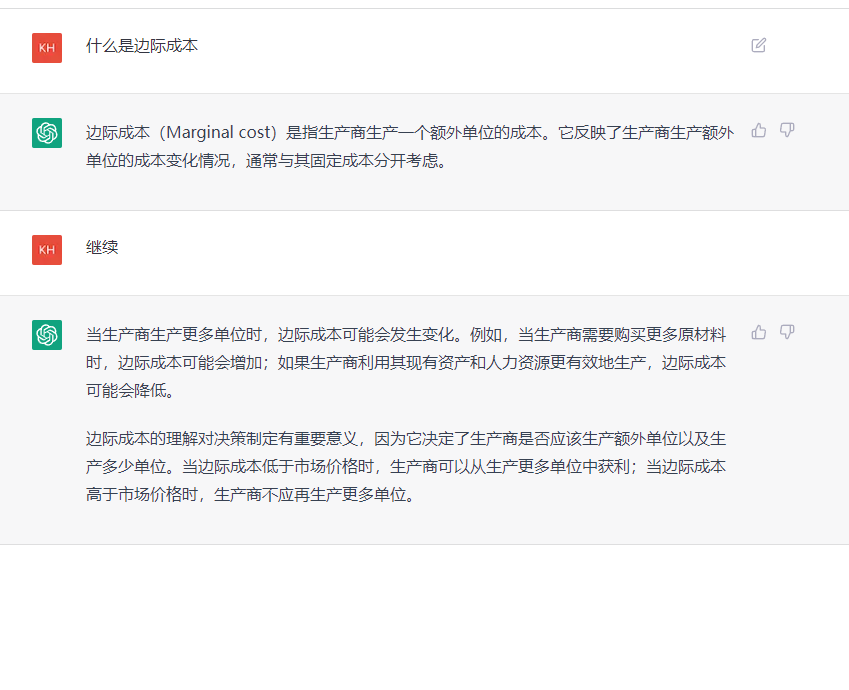 KH
什么是边际成本
边际成本（Marginal cost）是指生产商生产一个额外单位的成本。它反映了生产商生产额外
单位的成本变化情况，通常与其固定成本分开考虑。
KH
继续
当生产商生产更多单位时，边际成本可能会发生变化。例如，当生产商需要购买更多原材料
时，边际成本可能会增加；如果生产商利用其现有资产和人力资源更有效地生产，边际成本
可能会降低。
边际成本的理解对决策制定有重要意义，因为它决定了生产商是否应该生产额外单位以及生
产多少单位。当边际成本低于市场价格时，生产商可以从生产更多单位中获利；当边际成本
高于市场价格时，生产商不应再生产更多单位。